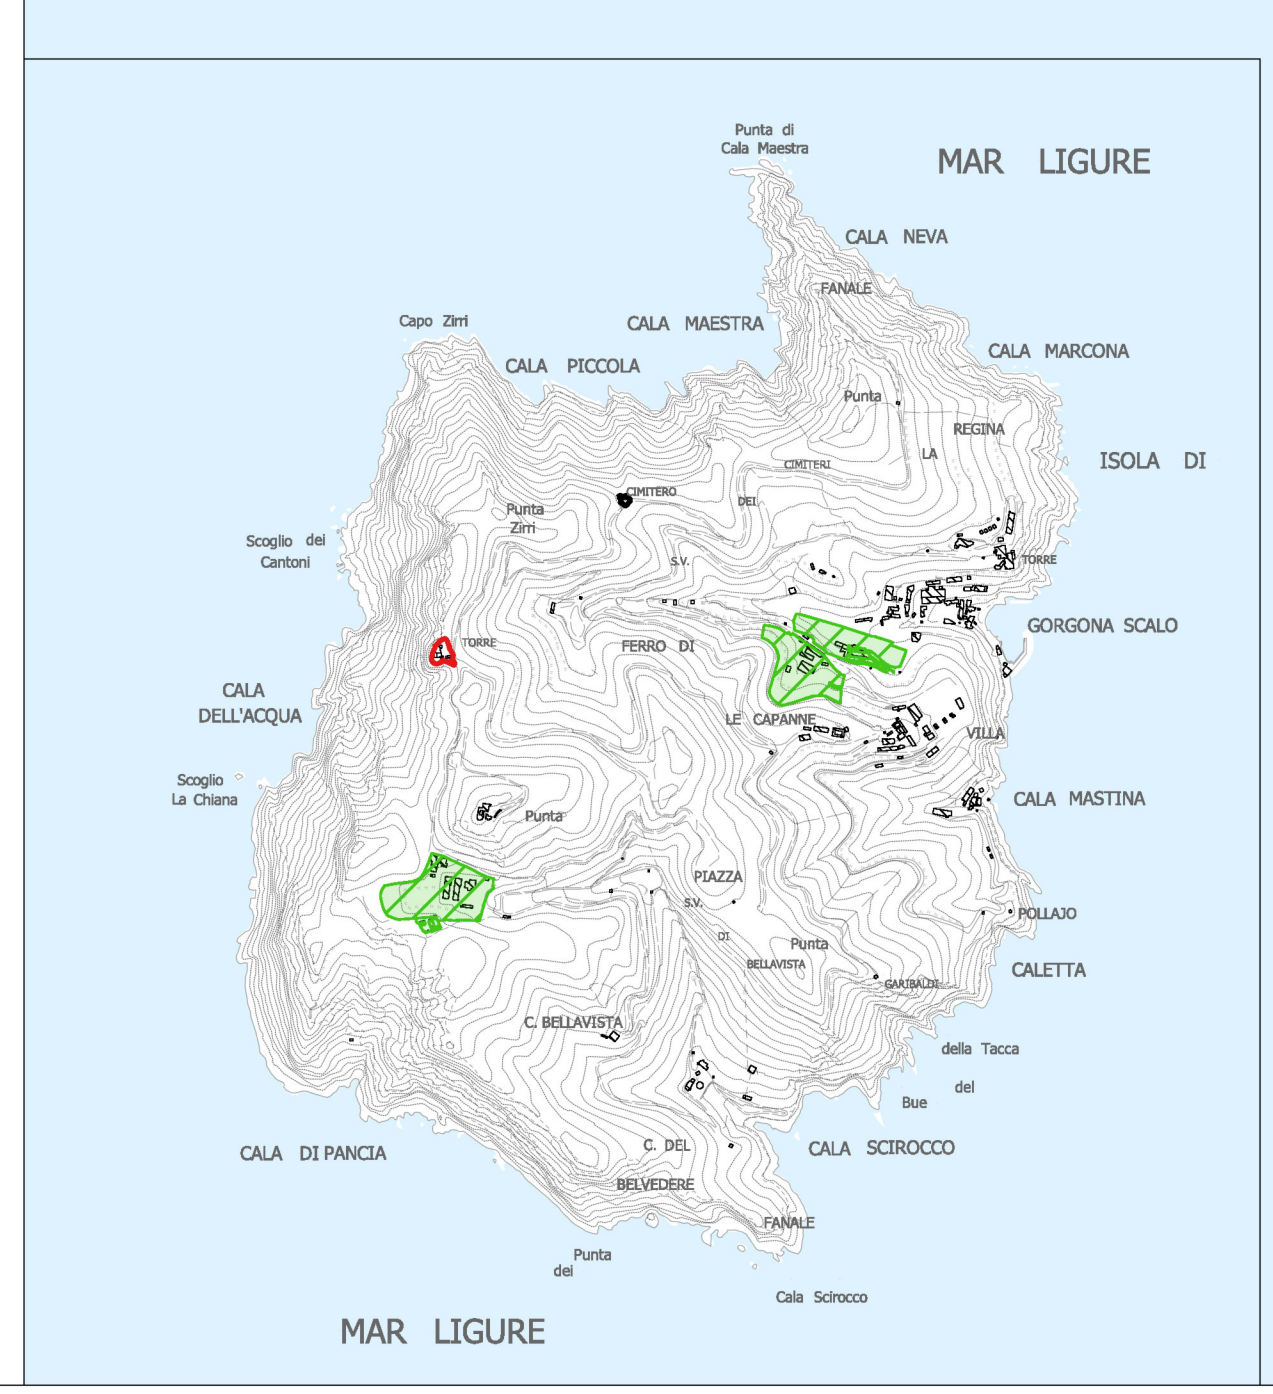 Punta di
Cala Maestra
MAR LIGURE
CALA NEVA
FANALE
Capo Zirri
CALA MAESTRA
CALA MARCONA
CALA PICCOLA
Punta
REGINA
LA
ISOLA DI
CIMITERI
CIMITERO
DEI
Punta
Zirri
Scoglio dei
Cantoni
S.V.
TORRE
GORGONA SCALO
TORRE
FERRO DI
CALA
DELL'ACQUA
LE CAPANNE
VILLA
Scoglio
La Chiana
CALA MASTINA
Punta
PIAZZA
S.V.
POLLAJO
DI
Punta
BELLAVISTA
CALETTA
GARIBALDI
C. BELLAVISTA
della Tacca
del
Bue
CALA DI PANCIA
C. DEL
CALA SCIROCCO
BELVEDERE
FANALE
Punta
dei
Cala Scirocco
MAR LIGURE